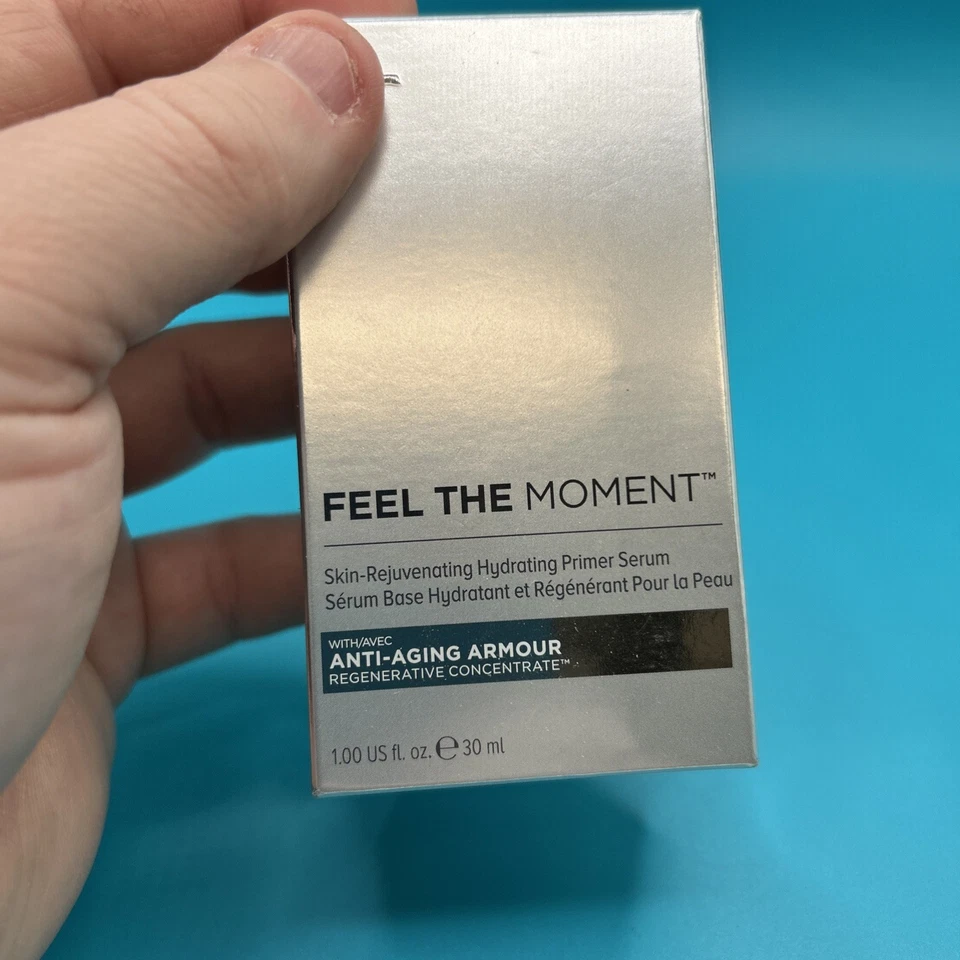 FEEL THE MOMENT™
Skin-Rejuvenating Hydrating Primer Serum
Sérum Base Hydratant et Régénérant Pour la Peau
WITH/AVEC
ANTI-AGING ARMOUR
REGENERATIVE CONCENTRATE™
1.00 US fl. oz. ℮ 30 ml